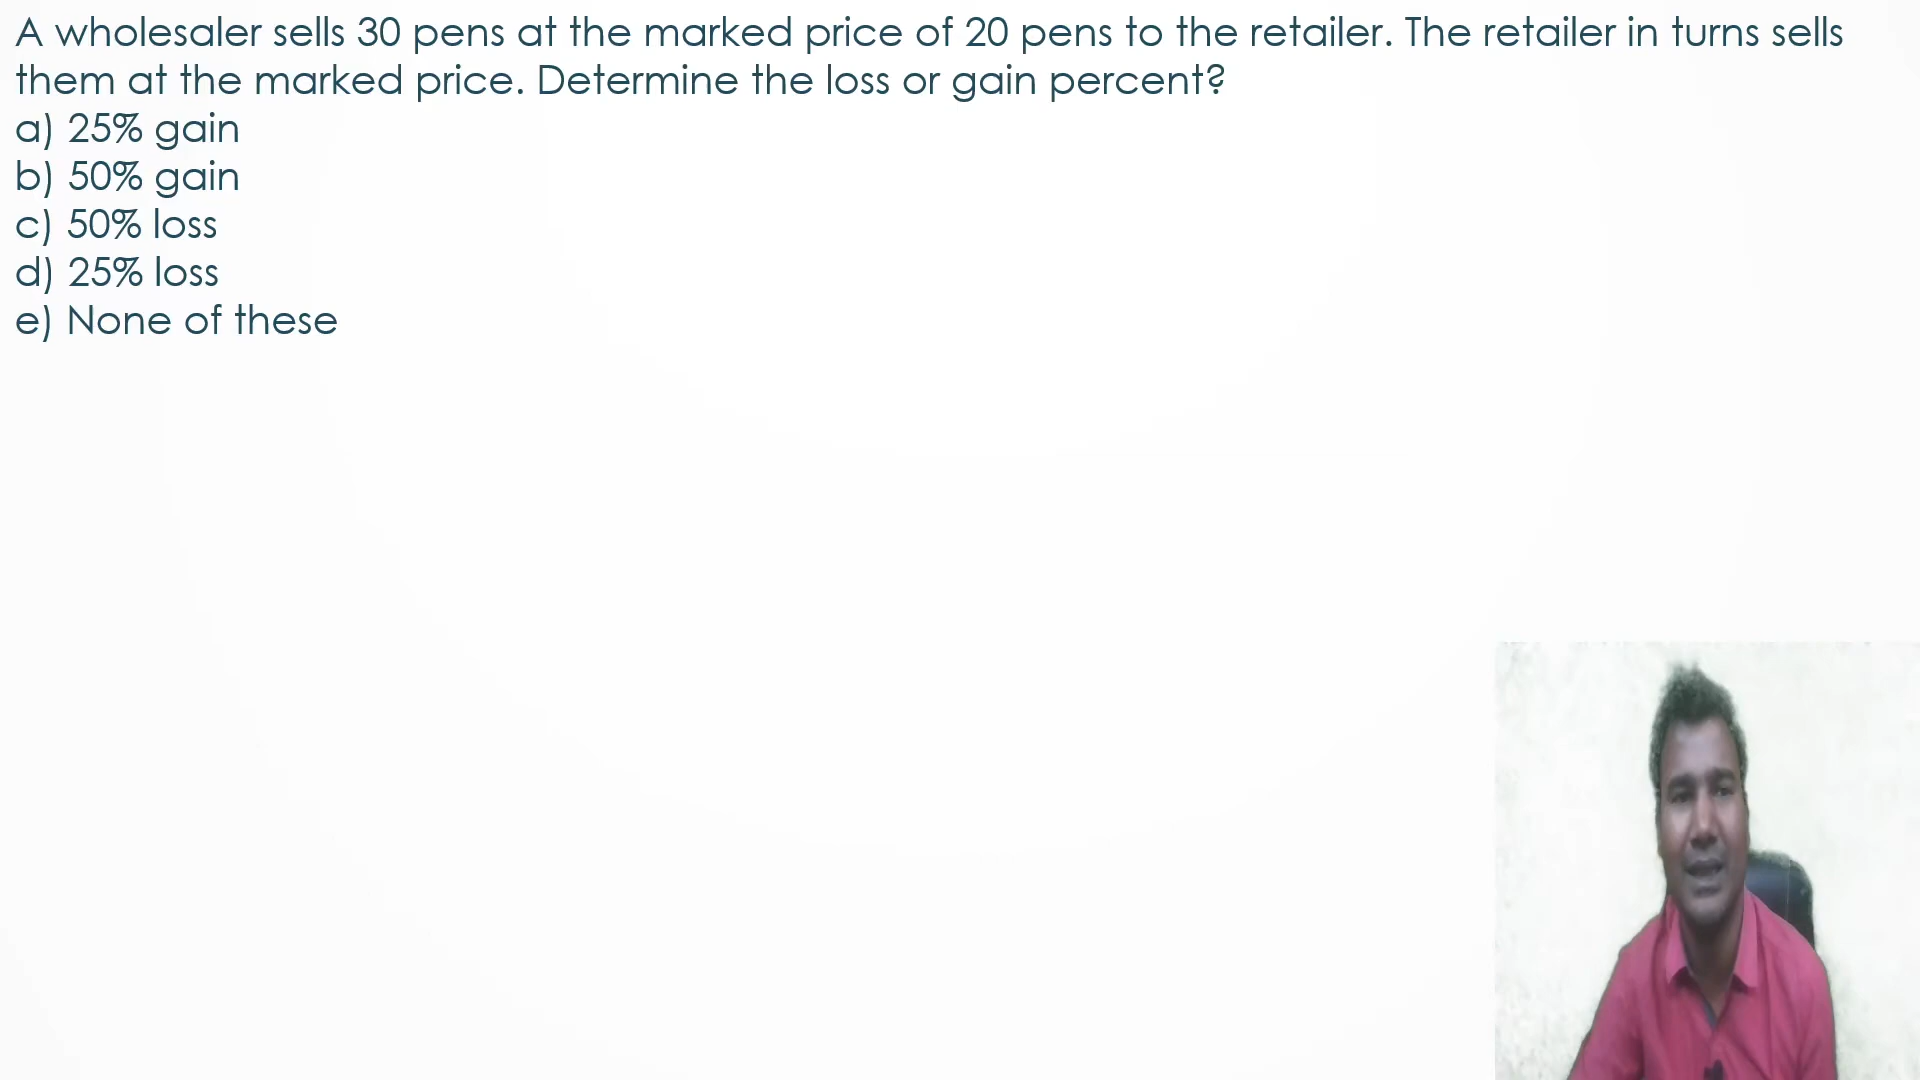 A wholesaler sells 30 pens at the marked price of 20 pens to the retailer. The retailer in turns sells
them at the marked price. Determine the loss or gain percent?
a) 25% gain
b) 50% gain
c) 50% loss
d) 25% loss
e) None of these